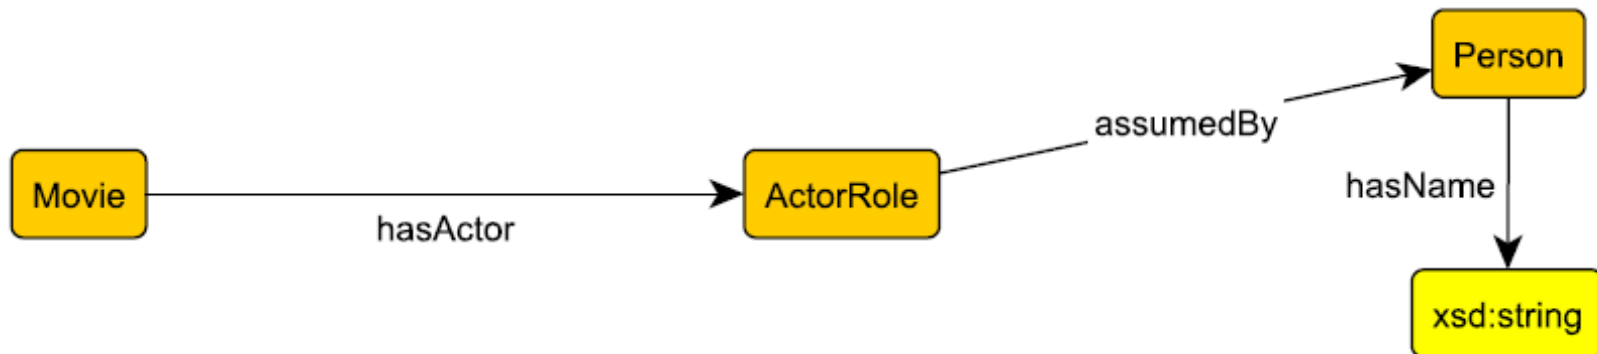 Person
assumedBy
Movie
hasActor
ActorRole
hasName
xsd:string